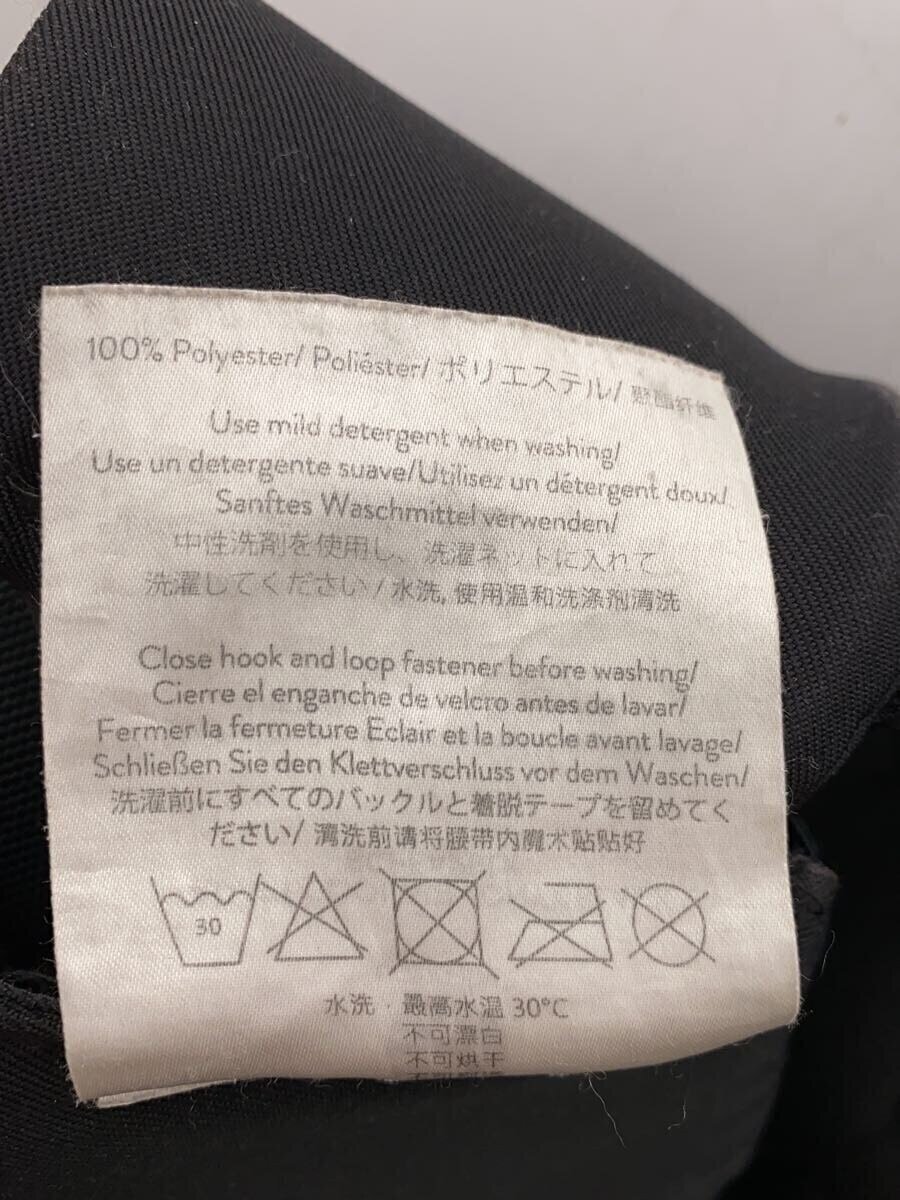 100% Polyester/ Poliéster/ ポリエステル/ 聚酯纤维
Use mild detergent when washing/
Use un detergente suave/Utilisez un détergent doux/
Sanftes Waschmittel verwenden/
中性洗剤を使用し、洗濯ネットに入れて
洗濯してください/水洗,使用温和洗涤剂清洗
Close hook and loop fastener before washing/
Cierre el enganche de velcro antes de lavar/
Fermer la fermeture Eclair et la boucle avant lavage/
Schließen Sie den Klettverschluss vor dem Waschen/
洗濯前にすべてのバックルと着脱テープを留めてく
ださい/ 清洗前请将腰带内魔术贴贴好
30
水洗·最高水温 30°C
不可漂白
不可烘干